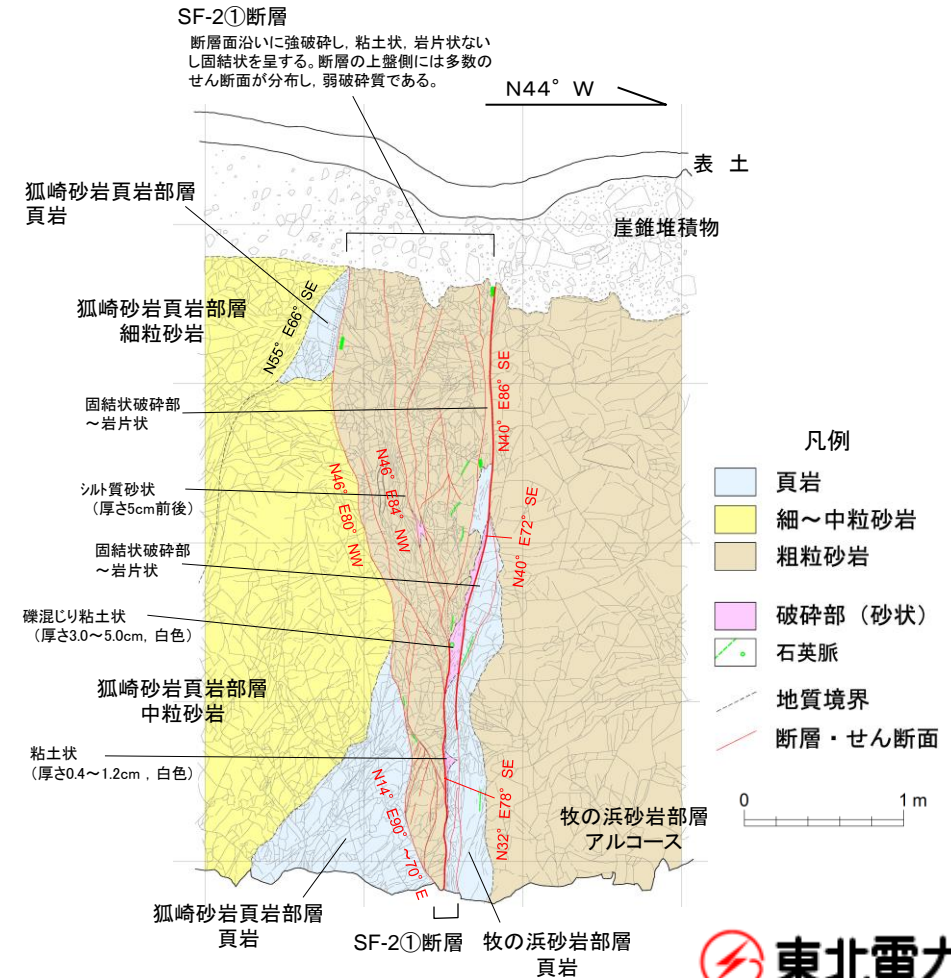 SF-2①断層
断層面沿いに強破砕し，粘土状，岩片状ない
し固結状を呈する。断層の上盤側には多数の
せん断面が分布し，弱破砕質である。
N44° W
表 土
狐崎砂岩頁岩部層
頁岩
崖錐堆積物
N55° E66° SE
狐崎砂岩頁岩部層
細粒砂岩
固結状破砕部
～岩片状
N40° E86° SE
シルト質砂状
（厚さ5cm前後）
N46° E80° NW
N46° E84° NW
N40° E72° SE
固結状破砕部
～岩片状
礫混じり粘土状
（厚さ3.0～5.0cm，白色）
狐崎砂岩頁岩部層
中粒砂岩
粘土状
（厚さ0.4～1.2cm，白色）
N14° E90° ～70° E
N32° E78° SE
牧の浜砂岩部層
アルコース
狐崎砂岩頁岩部層
頁岩
SF-2①断層
牧の浜砂岩部層
頁岩
凡例
頁岩
細～中粒砂岩
粗粒砂岩
破砕部（砂状）
石英脈
地質境界
断層・せん断面
0 1 m
東北電力